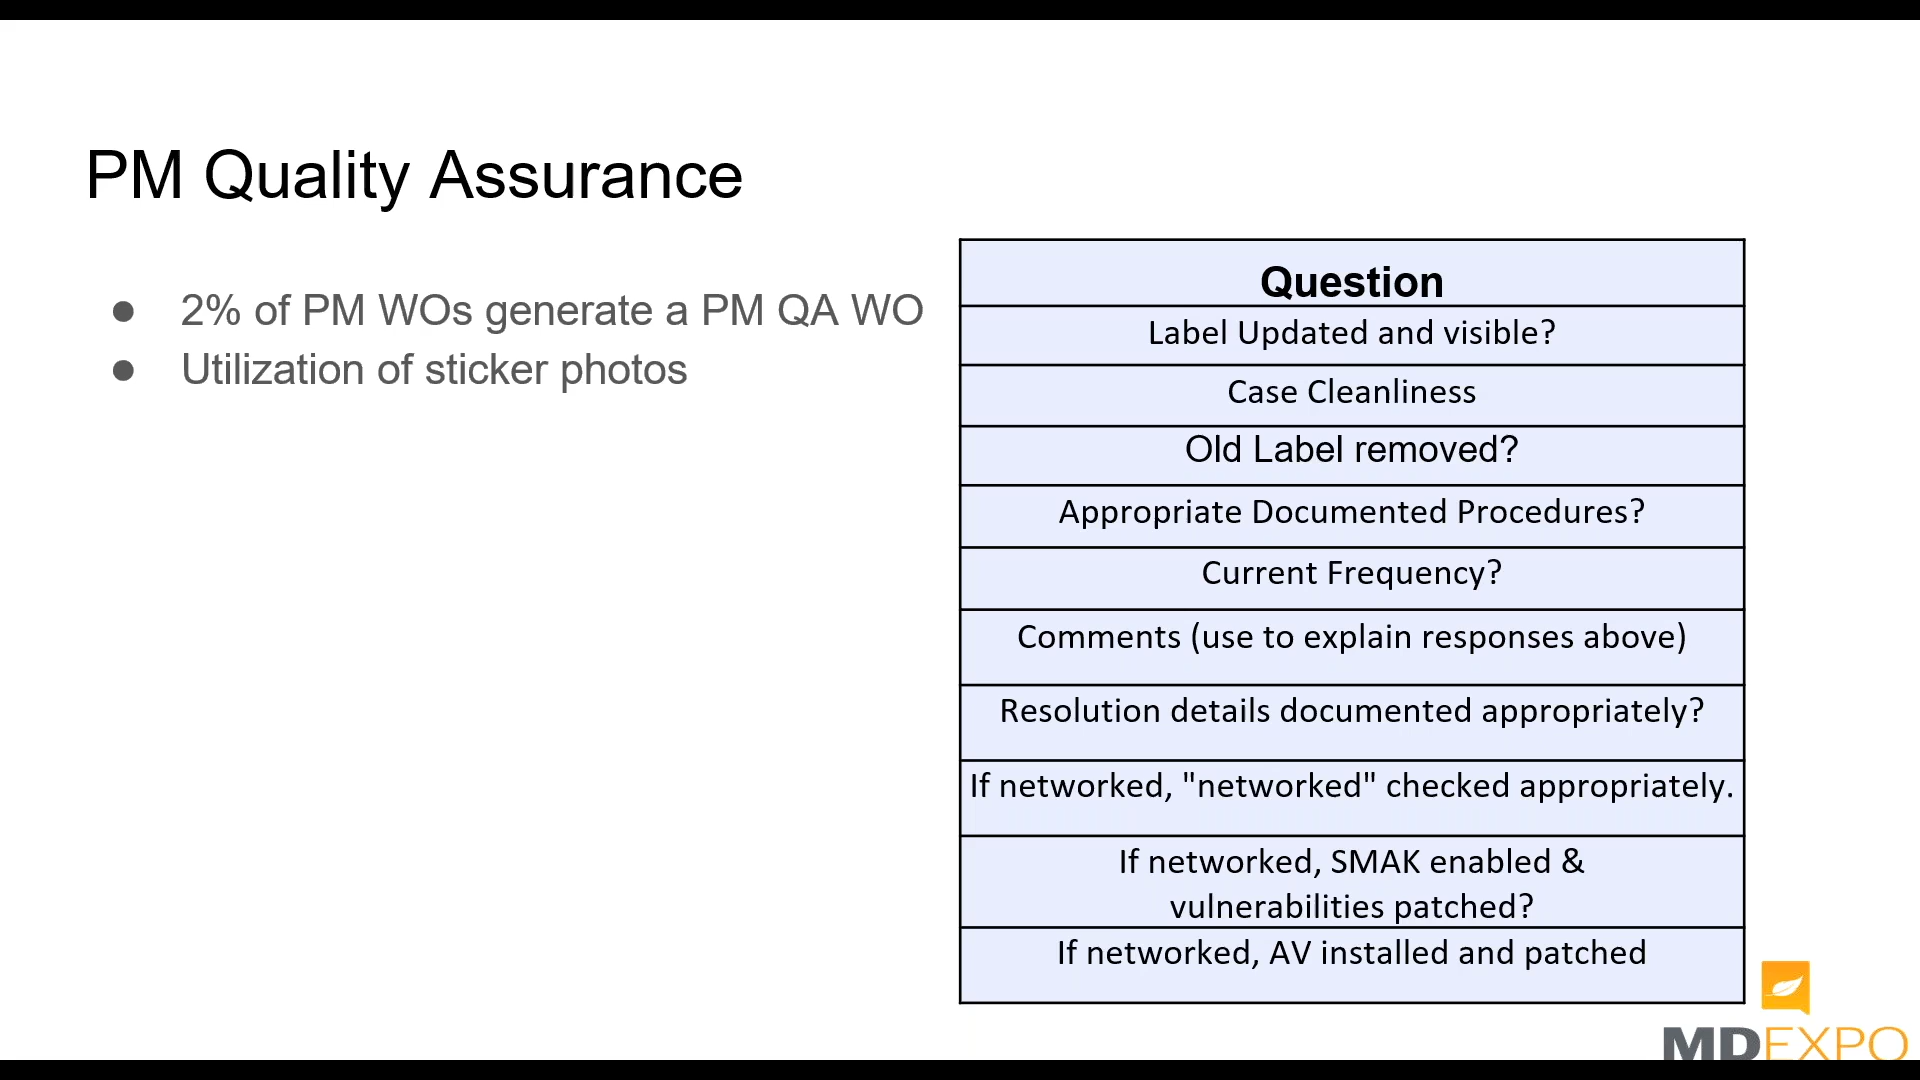 PM Quality Assurance
● 2% of PM WOs generate a PM QA WO
● Utilization of sticker photos
Question
Label Updated and visible?
Case Cleanliness
Old Label removed?
Appropriate Documented Procedures?
Current Frequency?
Comments (use to explain responses above)
Resolution details documented appropriately?
If networked, "networked" checked appropriately.
If networked, SMAK enabled &
vulnerabilities patched?
If networked, AV installed and patched
MDEXPO